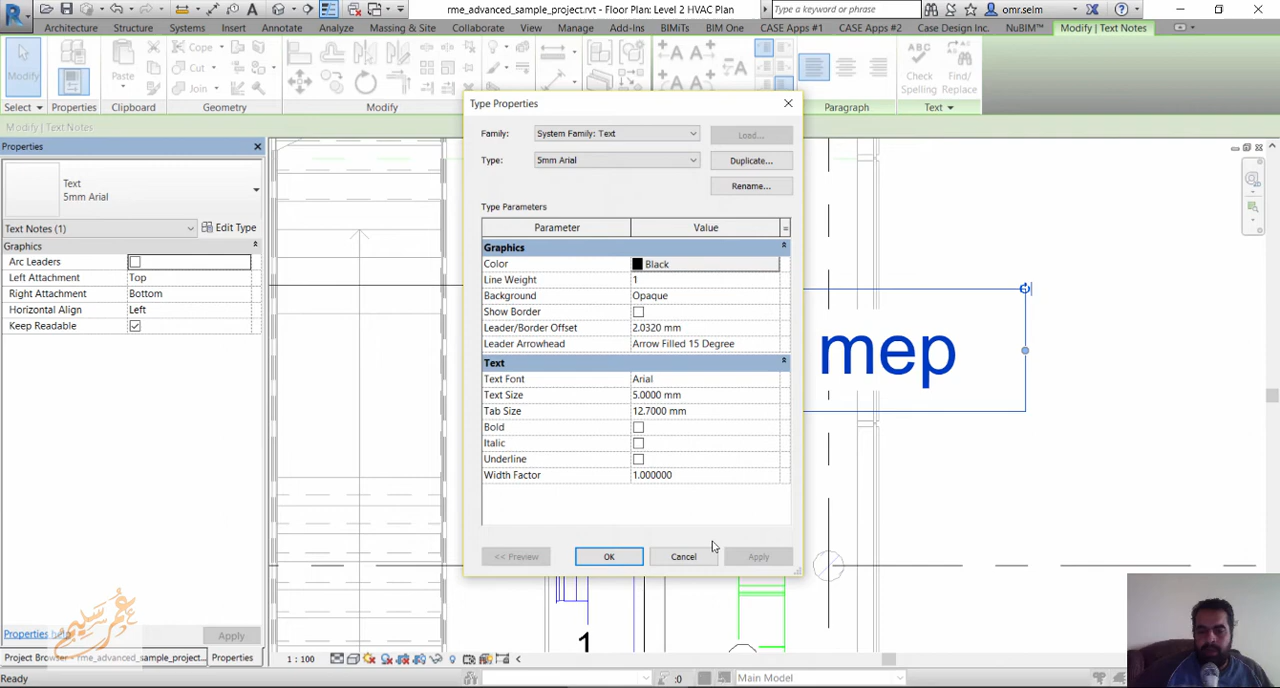 rme_advanced_sample_project.rvt - Floor Plan: Level 2 HVAC Plan
Type a keyword or phrase
omr.selm
Architecture Structure Systems Insert Annotate Analyze Massing & Site Collaborate View Manage Add-Ins BiMiTs BIM One CASE Apps #1 CASE Apps #2 Case Design Inc. NuBIM™ Modify | Text Notes
Modify
Paste
Cope
Cut
Join
Check Spelling
Find/ Replace
Select Properties Clipboard Geometry Modify Paragraph Text
Modify | Text Notes
Properties
Text
5mm Arial
Text Notes (1)
Edit Type
Graphics
Arc Leaders
Left Attachment Top
Right Attachment Bottom
Horizontal Align Left
Keep Readable
Properties help
Apply
Project Browser - rme_advanced_sample_project...
Properties
Ready
Type Properties
Family: System Family: Text Load...
Type: 5mm Arial Duplicate...
Rename...
Type Parameters
Parameter Value =
Graphics
Color Black
Line Weight 1
Background Opaque
Show Border
Leader/Border Offset 2.0320 mm
Leader Arrowhead Arrow Filled 15 Degree
Text
Text Font Arial
Text Size 5.0000 mm
Tab Size 12.7000 mm
Bold
Italic
Underline
Width Factor 1.000000
<< Preview OK Cancel Apply
mep
1
1 : 100
:0
Main Model
عمر سليم